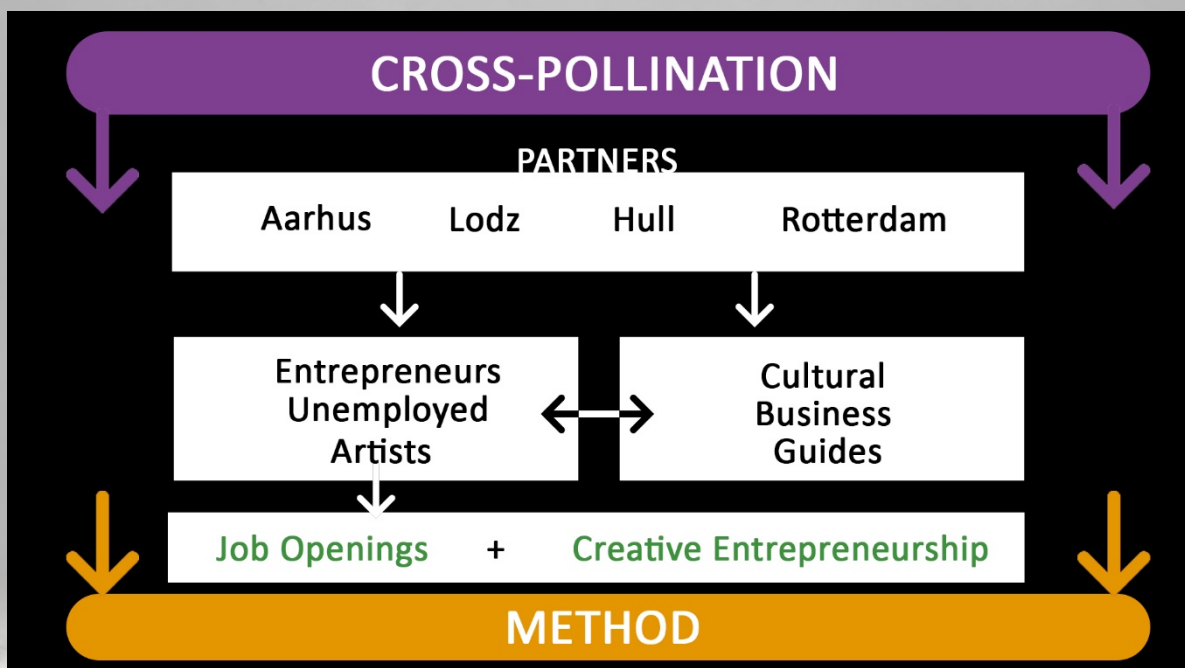 CROSS-POLLINATION
PARTNERS
Aarhus Lodz Hull Rotterdam
Entrepreneurs
Unemployed
Artists
Cultural
Business
Guides
Job Openings + Creative Entrepreneurship
METHOD